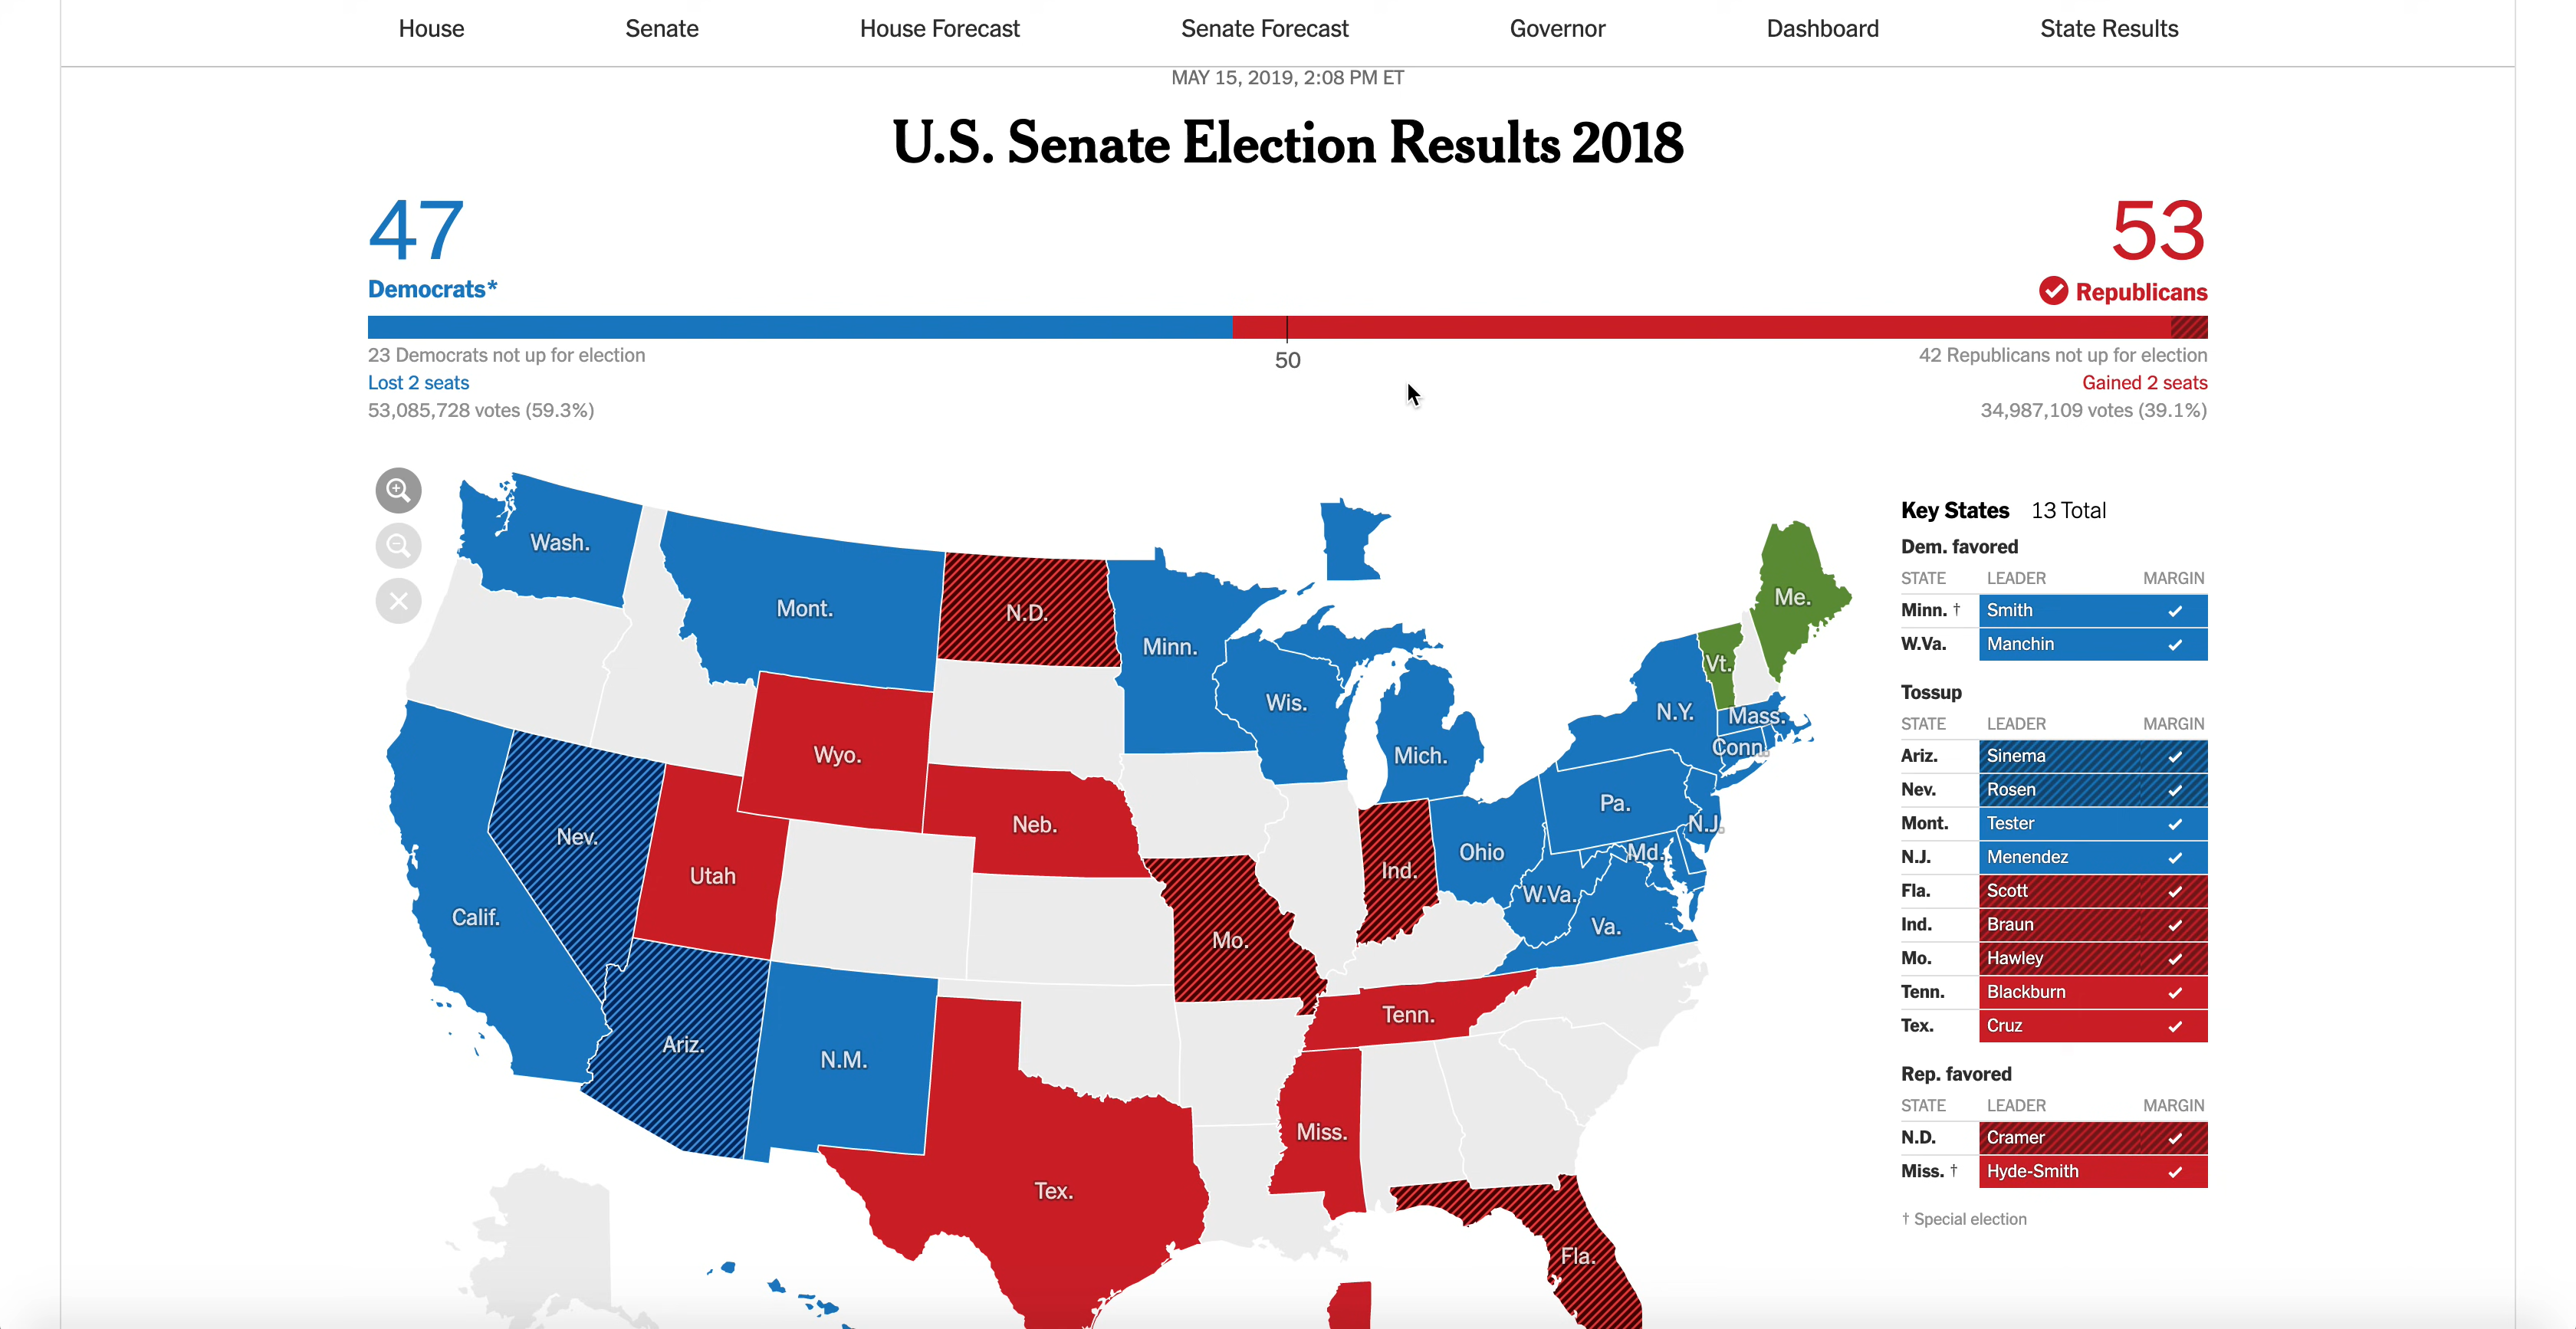 House Senate House Forecast Senate Forecast Governor Dashboard State Results
MAY 15, 2019, 2:08 PM ET
U.S. Senate Election Results 2018
47
Democrats*
53
Republicans
23 Democrats not up for election
Lost 2 seats
53,085,728 votes (59.3%)
50
42 Republicans not up for election
Gained 2 seats
34,987,109 votes (39.1%)
Wash.
Mont.
N.D.
Minn.
Wis.
Mich.
N.Y.
Vt.
Me.
Mass.
Conn.
Wyo.
Neb.
Pa.
N.J.
Nev.
Utah
Ind.
Ohio
Md.
W.Va.
Va.
Calif.
Mo.
Ariz.
N.M.
Tenn.
Miss.
Tex.
Fla.
Key States 13 Total
Dem. favored
STATE LEADER MARGIN
Minn. † Smith
W.Va. Manchin
Tossup
STATE LEADER MARGIN
Ariz. Sinema
Nev. Rosen
Mont. Tester
N.J. Menendez
Fla. Scott
Ind. Braun
Mo. Hawley
Tenn. Blackburn
Tex. Cruz
Rep. favored
STATE LEADER MARGIN
N.D. Cramer
Miss. † Hyde-Smith
† Special election